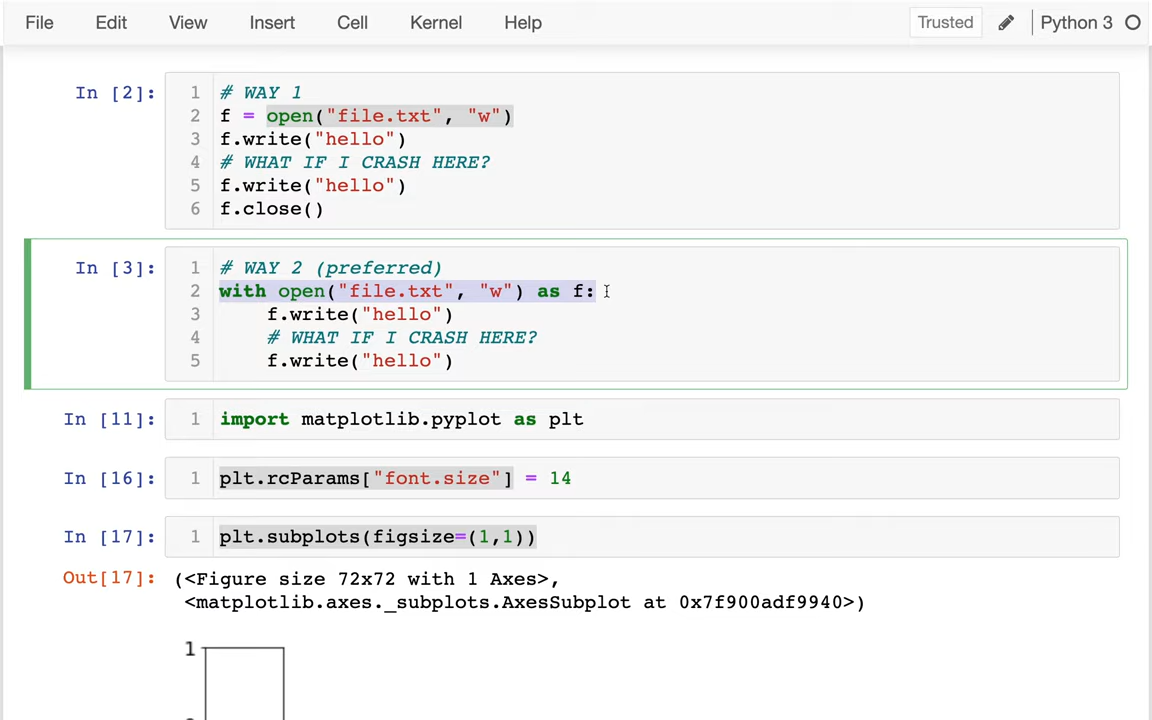 File Edit View Insert Cell Kernel Help Trusted Python 3
In [2]:
1 # WAY 1
2 f = open("file.txt", "w")
3 f.write("hello")
4 # WHAT IF I CRASH HERE?
5 f.write("hello")
6 f.close()
In [3]:
1 # WAY 2 (preferred)
2 with open("file.txt", "w") as f:
3     f.write("hello")
4     # WHAT IF I CRASH HERE?
5     f.write("hello")
In [11]: 1 import matplotlib.pyplot as plt
In [16]: 1 plt.rcParams["font.size"] = 14
In [17]: 1 plt.subplots(figsize=(1,1))
Out[17]: (<Figure size 72x72 with 1 Axes>,
<matplotlib.axes._subplots.AxesSubplot at 0x7f900adf9940>)
1